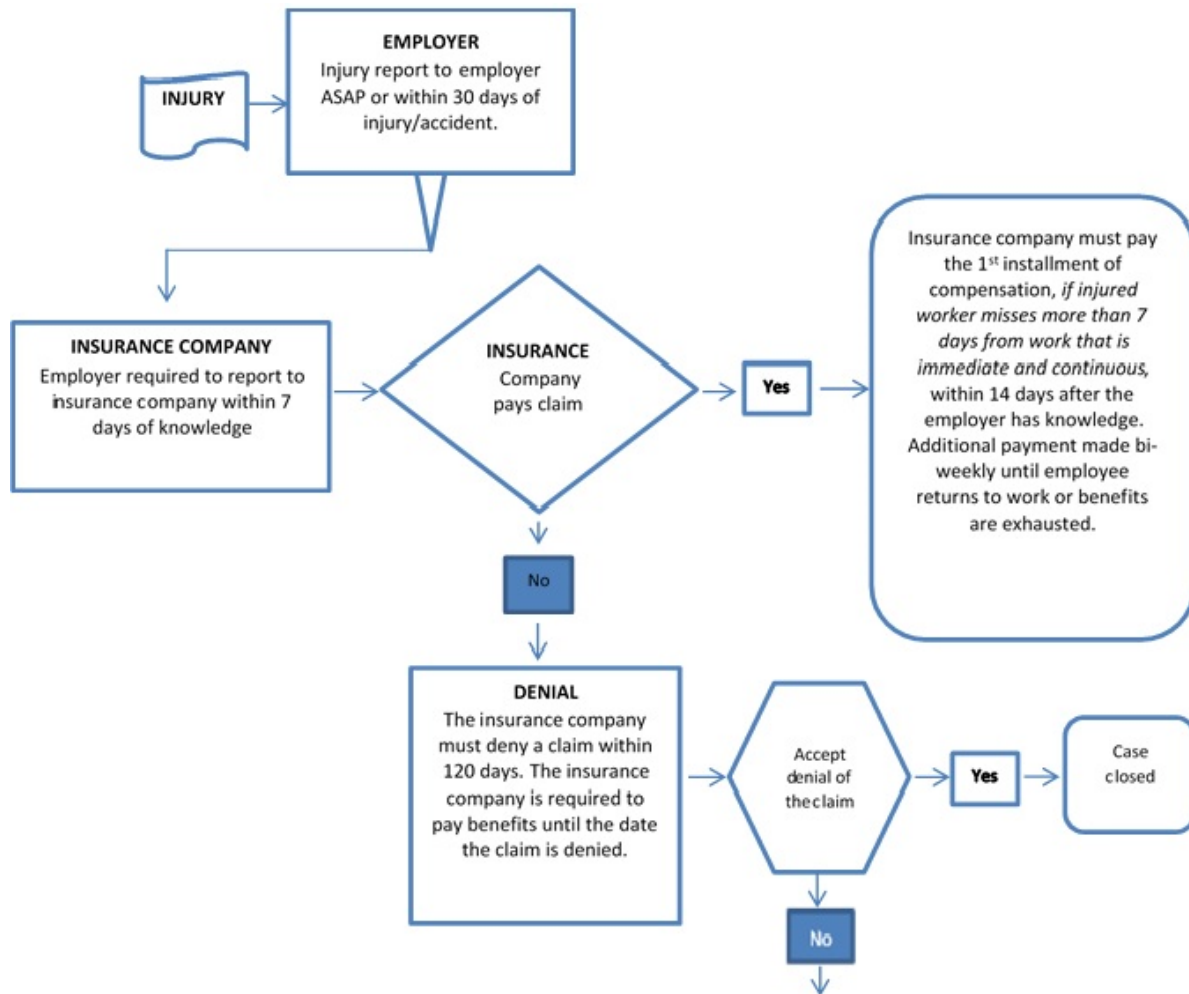 INJURY
EMPLOYER
Injury report to employer
ASAP or within 30 days of
injury/accident.
INSURANCE COMPANY
Employer required to report to
insurance company within 7
days of knowledge
INSURANCE
Company
pays claim
Yes
Insurance company must pay
the 1st installment of
compensation, if injured
worker misses more than 7
days from work that is
immediate and continuous,
within 14 days after the
employer has knowledge.
Additional payment made bi-
weekly until employee
returns to work or benefits
are exhausted.
No
DENIAL
The insurance company
must deny a claim within
120 days. The insurance
company is required to
pay benefits until the date
the claim is denied.
Accept
denial of
the claim
Yes
Case
closed
No